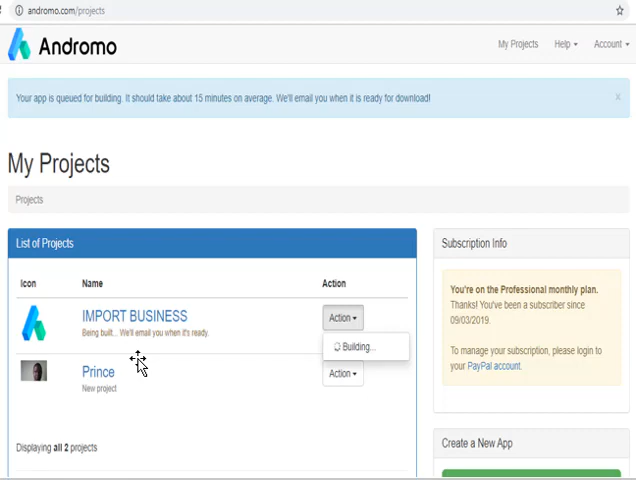 andromo.com/projects
Andromo
My Projects
Help
Account
Your app is queued for building. It should take about 15 minutes on average. We'll email you when it is ready for download!
x
My Projects
Projects
List of Projects
Icon Name Action
IMPORT BUSINESS
Being built... We'll email you when it's ready.
Action
Building...
Prince
New project
Action
Displaying all 2 projects
Subscription Info
You're on the Professional monthly plan.
Thanks! You've been a subscriber since
09/03/2019.
To manage your subscription, please login to
your PayPal account.
Create a New App